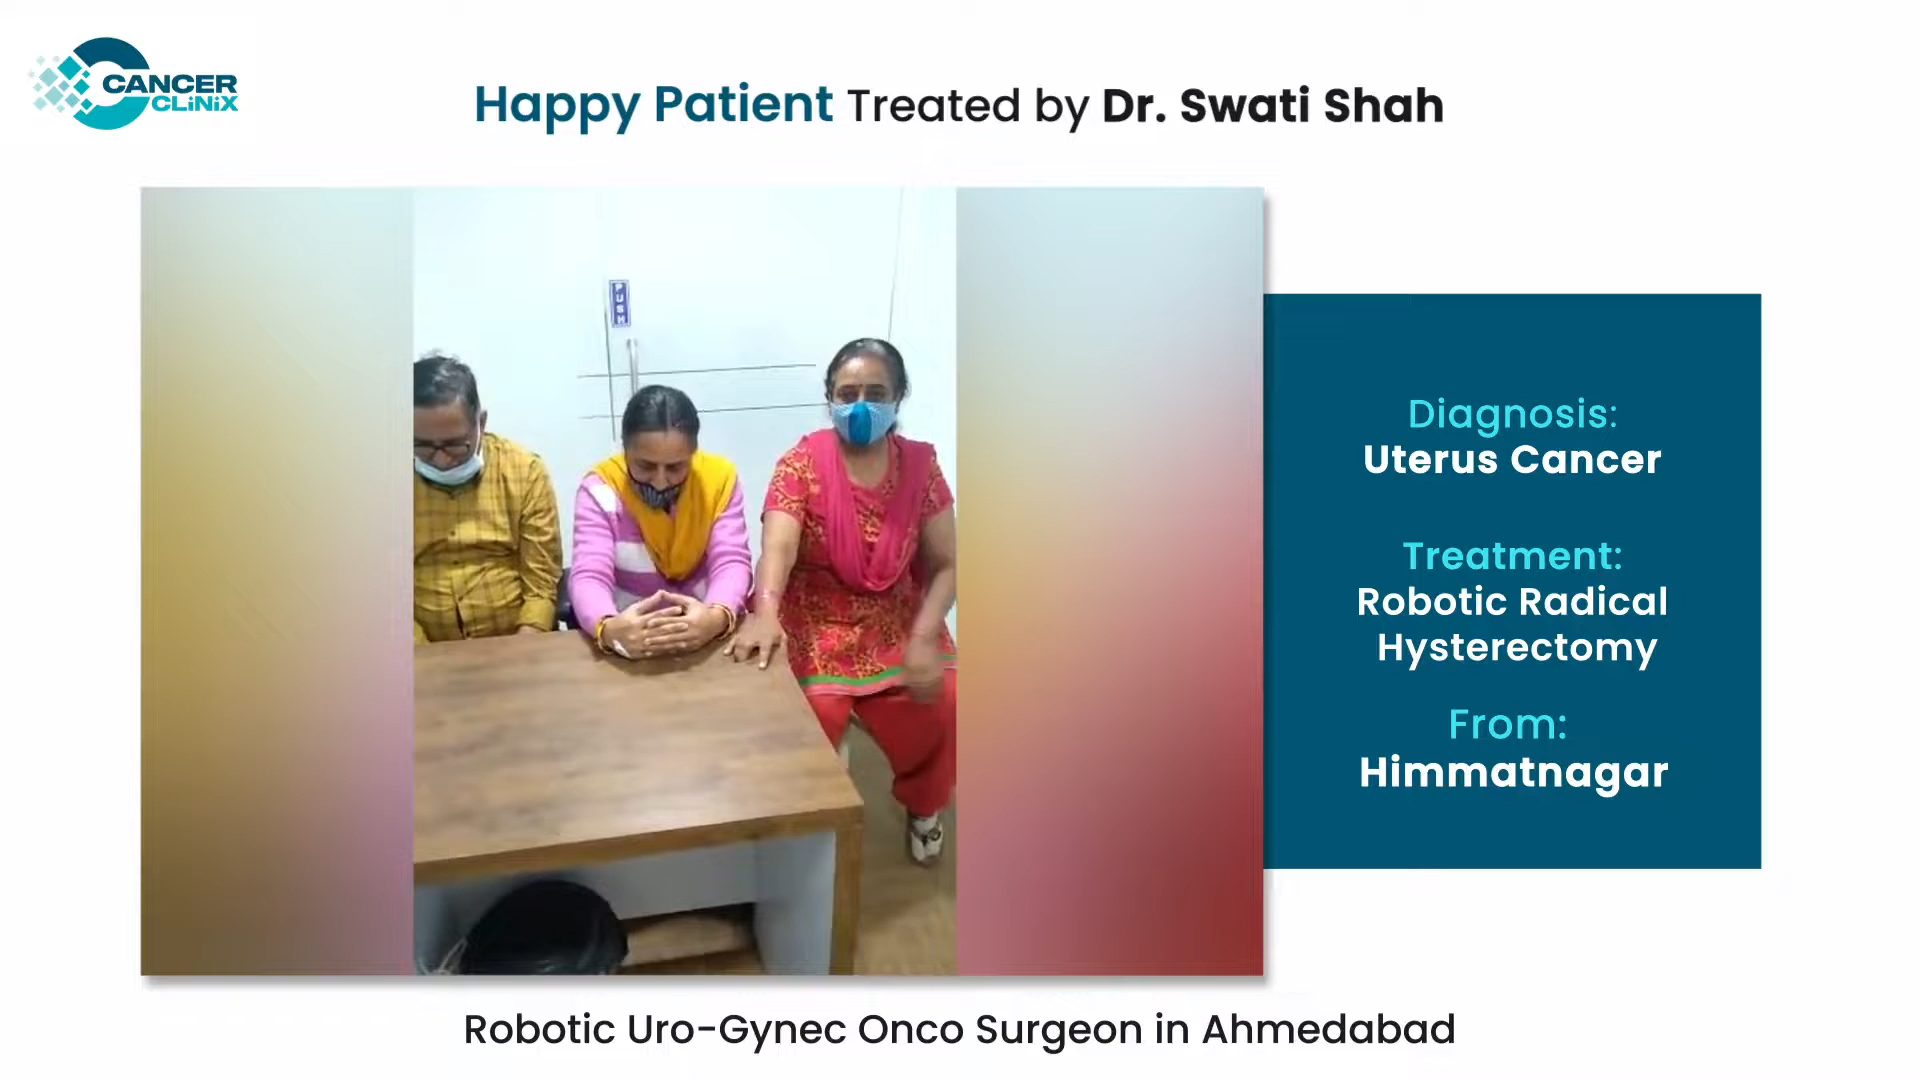 CANCER
CLiNiX
Happy Patient Treated by Dr. Swati Shah
PUSH
Diagnosis:
Uterus Cancer
Treatment:
Robotic Radical
Hysterectomy
From:
Himmatnagar
Robotic Uro-Gynec Onco Surgeon in Ahmedabad